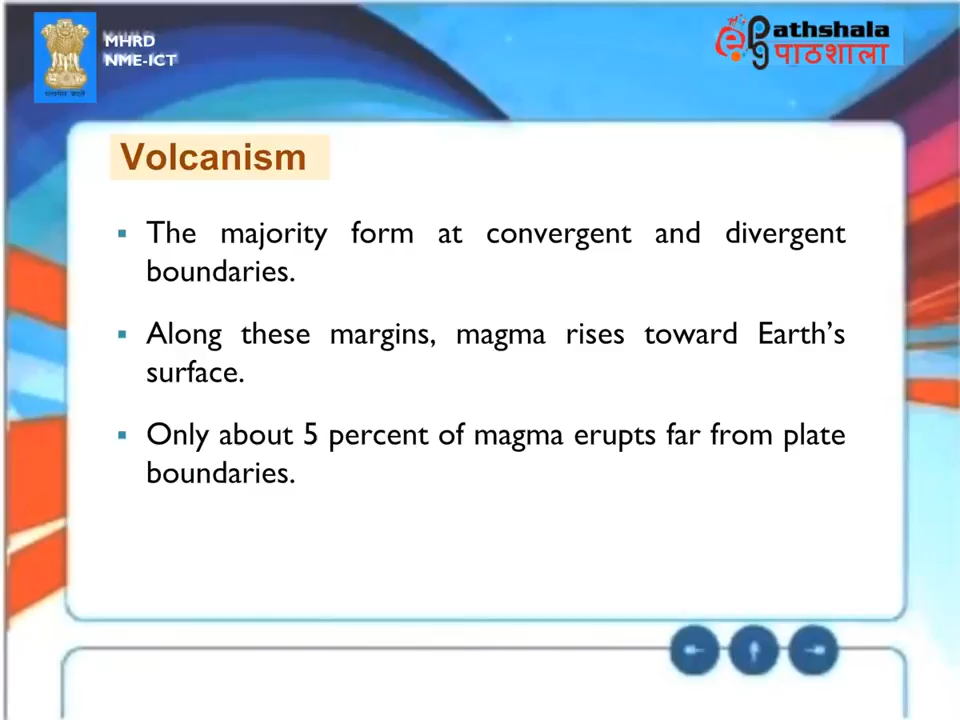 MHRD
NME-ICT
e pg athshala
पाठशाला
Volcanism
The majority form at convergent and divergent
boundaries.
Along these margins, magma rises toward Earth’s
surface.
Only about 5 percent of magma erupts far from plate
boundaries.